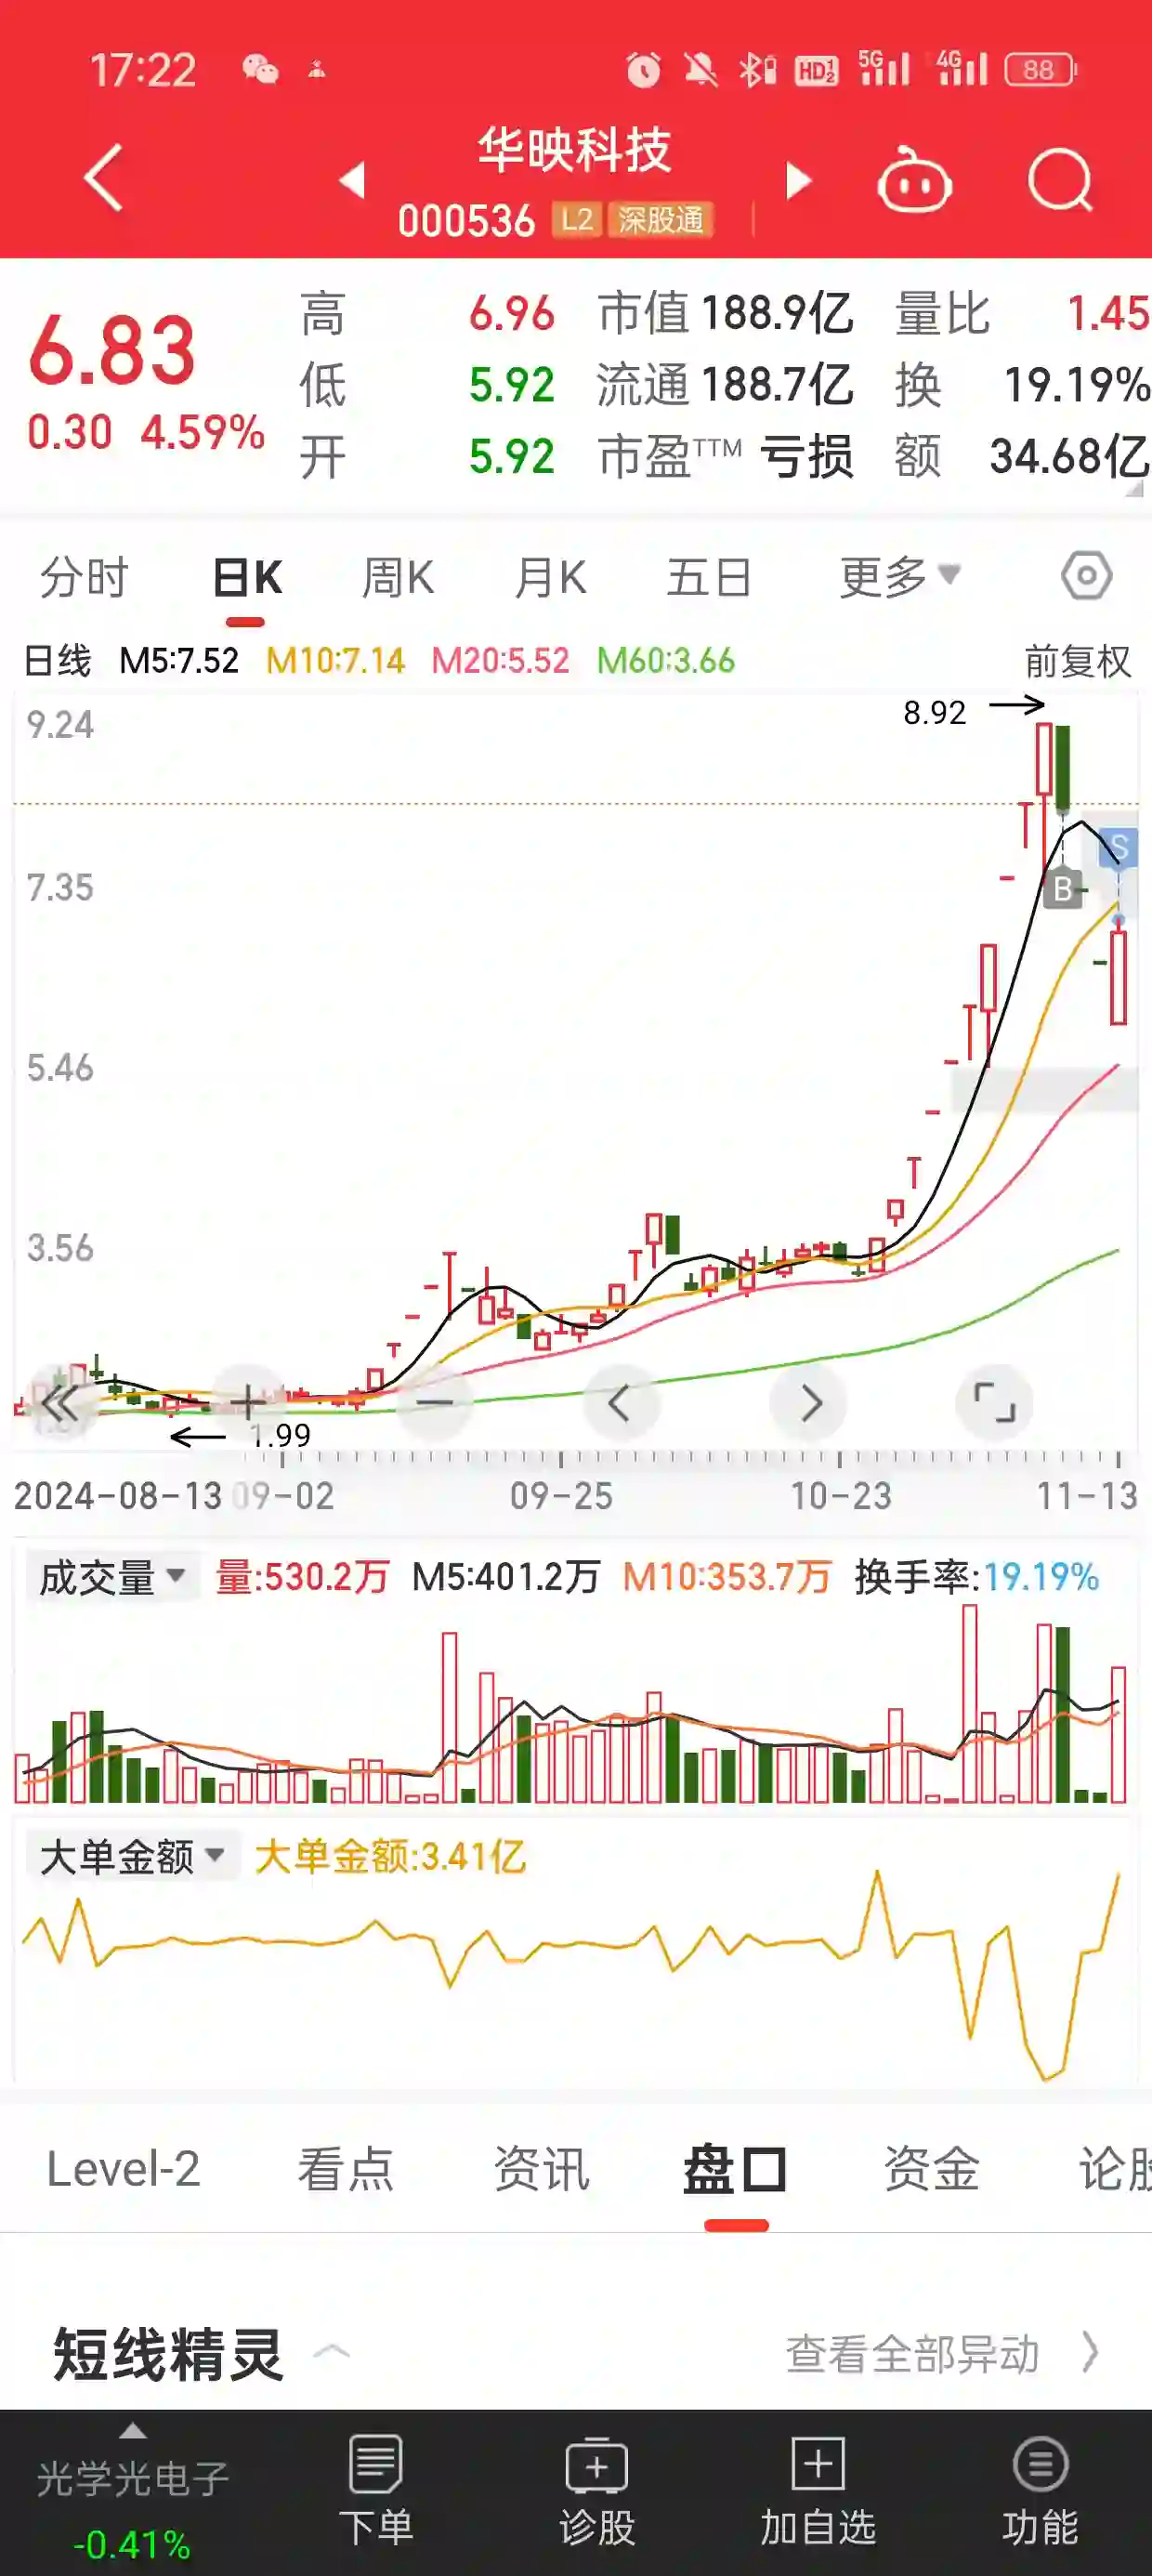 17:22 HD 1 2 5G 4G 88
华映科技
000536 L2 深股通
6.83
0.30 4.59%
高 6.96 市值 188.9亿 量比 1.45
低 5.92 流通 188.7亿 换 19.19%
开 5.92 市盈TTM 亏损 额 34.68亿
分时 日K 周K 月K 五日 更多
日线 M5:7.52 M10:7.14 M20:5.52 M60:3.66 前复权
8.92
9.24
S
7.35
B
5.46
3.56
1.99
2024-08-13 09-02 09-25 10-23 11-13
成交量 量:530.2万 M5:401.2万 M10:353.7万 换手率:19.19%
大单金额 大单金额:3.41亿
Level-2 看点 资讯 盘口 资金 论股
短线精灵 查看全部异动
光学光电子
-0.41%
下单 诊股 加自选 功能